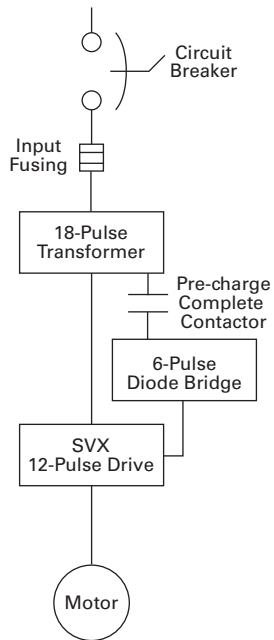 Circuit
Breaker
Input
Fusing
18-Pulse
Transformer
Pre-charge
Complete
Contactor
6-Pulse
Diode Bridge
SVX
12-Pulse Drive
Motor